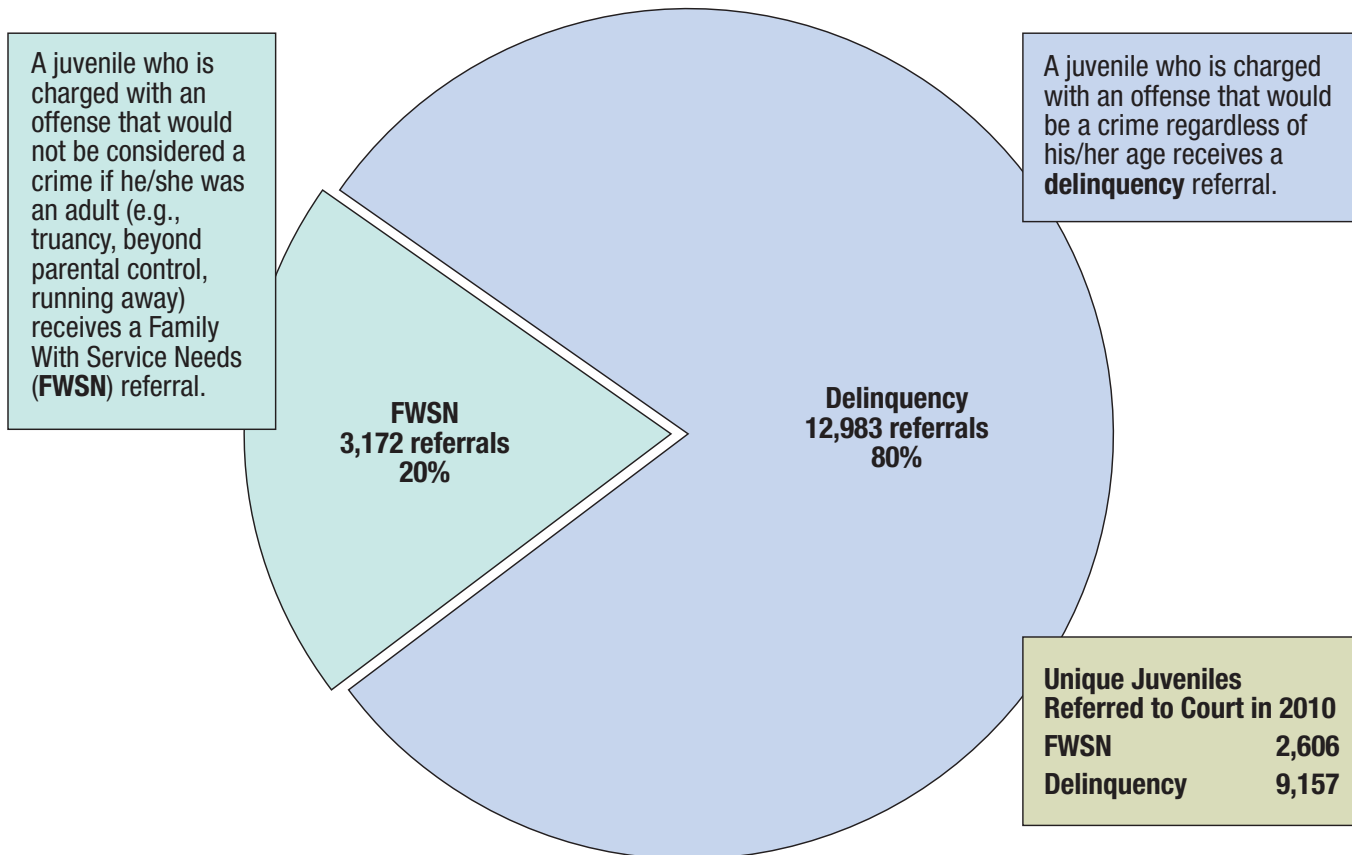 A juvenile who is
charged with an
offense that would
not be considered a
crime if he/she was
an adult (e.g.,
truancy, beyond
parental control,
running away)
receives a Family
With Service Needs
(FWSN) referral.
A juvenile who is charged
with an offense that would
be a crime regardless of
his/her age receives a
delinquency referral.
FWSN
3,172 referrals
20%
Delinquency
12,983 referrals
80%
Unique Juveniles
Referred to Court in 2010
FWSN 2,606
Delinquency 9,157